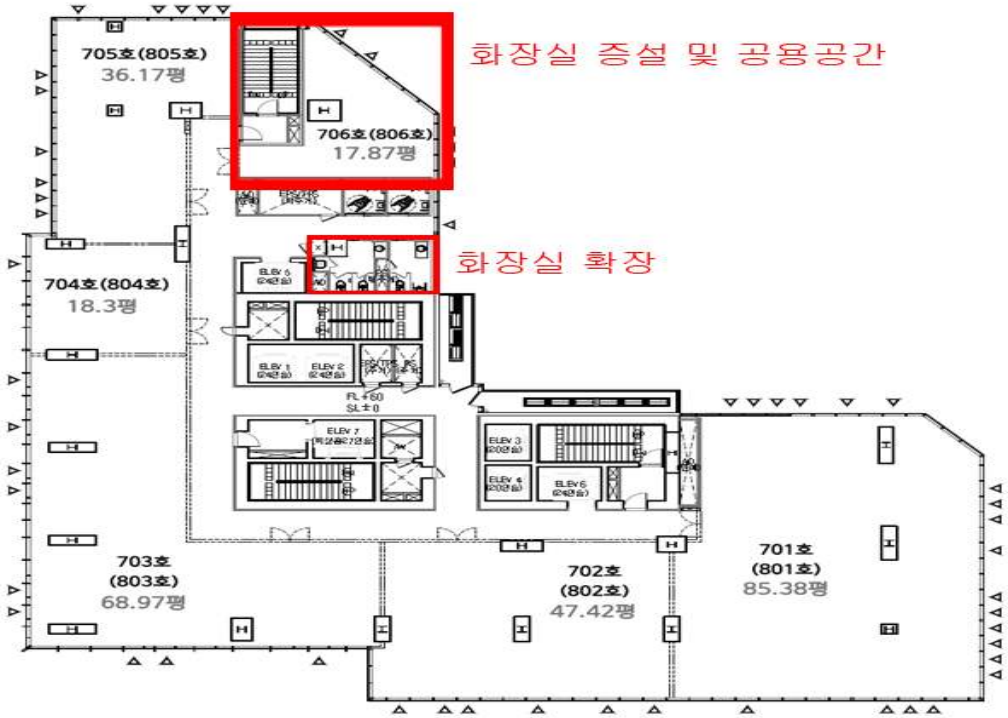 705호(805호)
36.17평
화장실 증설 및 공용공간
706호(806호)
17.87평
화장실 확장
704호(804호)
18.3평
ELEV 5
ELEV 1
ELEV 2
FL+60
SL±0
ELEV 7
ELEV 3
ELEV 4
ELEV 6
703호
(803호)
68.97평
702호
(802호)
47.42평
701호
(801호)
85.38평